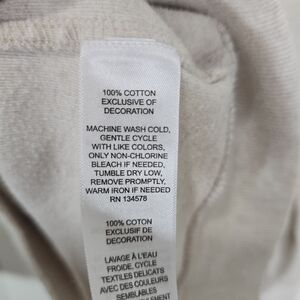 100% COTTON
EXCLUSIVE OF
DECORATION
MACHINE WASH COLD,
GENTLE CYCLE
WITH LIKE COLORS,
ONLY NON-CHLORINE
BLEACH IF NEEDED,
TUMBLE DRY LOW,
REMOVE PROMPTLY,
WARM IRON IF NEEDED
RN 134578
100% COTON
EXCLUSIF DE
DECORATION
LAVAGE À L'EAU
FROIDE, CYCLE
TEXTILES DELICATS
AVEC DE COULEURS
SEMBLABLES